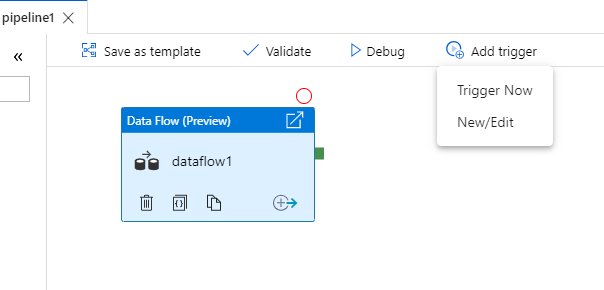 pipeline1
«
Save as template
Validate
Debug
Add trigger
Trigger Now
New/Edit
Data Flow (Preview)
dataflow1